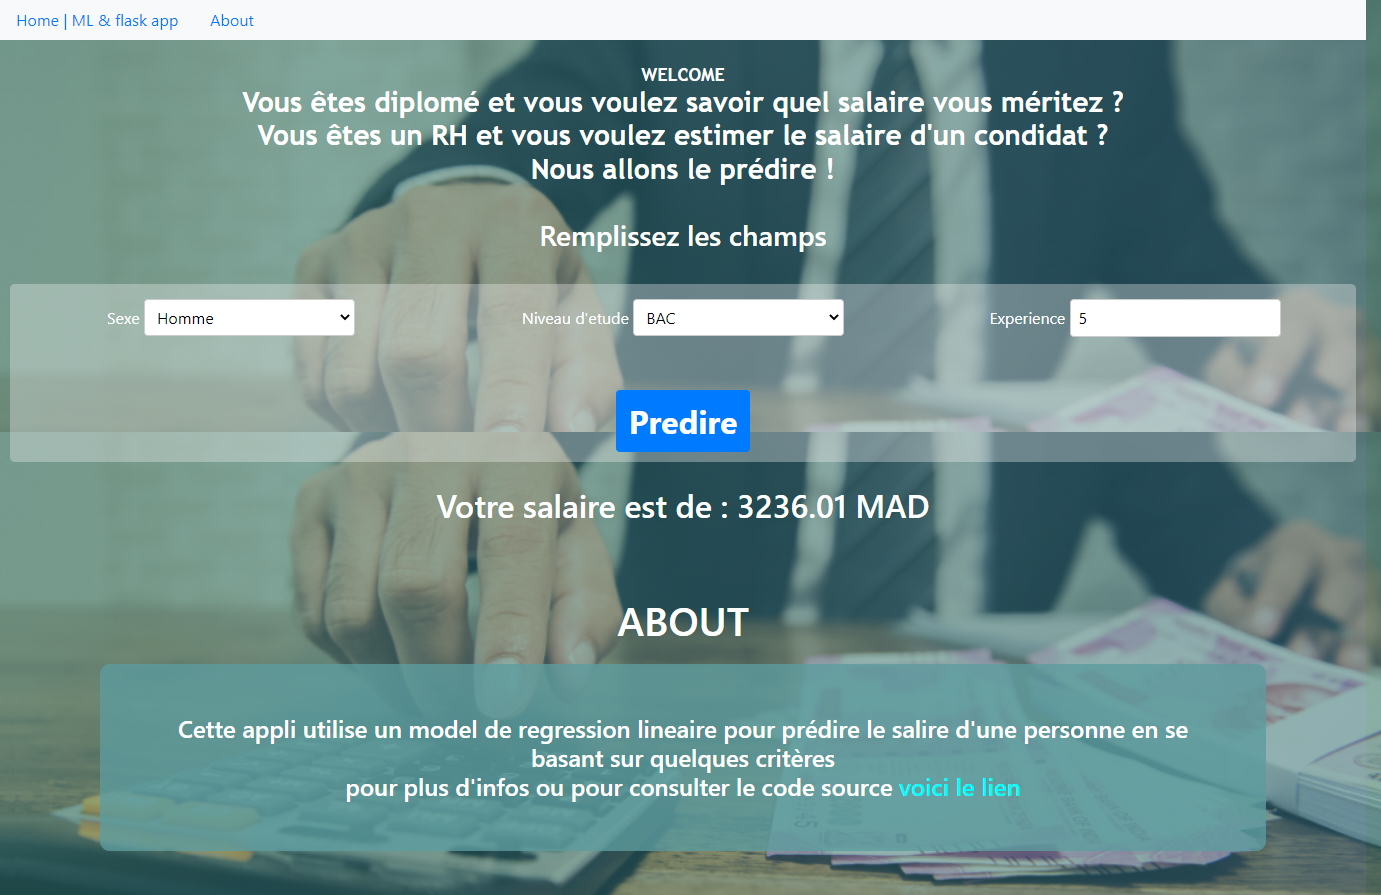 Home | ML & flask app About
WELCOME
Vous êtes diplomé et vous voulez savoir quel salaire vous méritez ?
Vous êtes un RH et vous voulez estimer le salaire d'un condidat ?
Nous allons le prédire !
Remplissez les champs
Sexe Homme Niveau d'etude BAC Experience 5
Predire
Votre salaire est de : 3236.01 MAD
ABOUT
Cette appli utilise un model de regression lineaire pour prédire le salire d'une personne en se
basant sur quelques critères
pour plus d'infos ou pour consulter le code source voici le lien